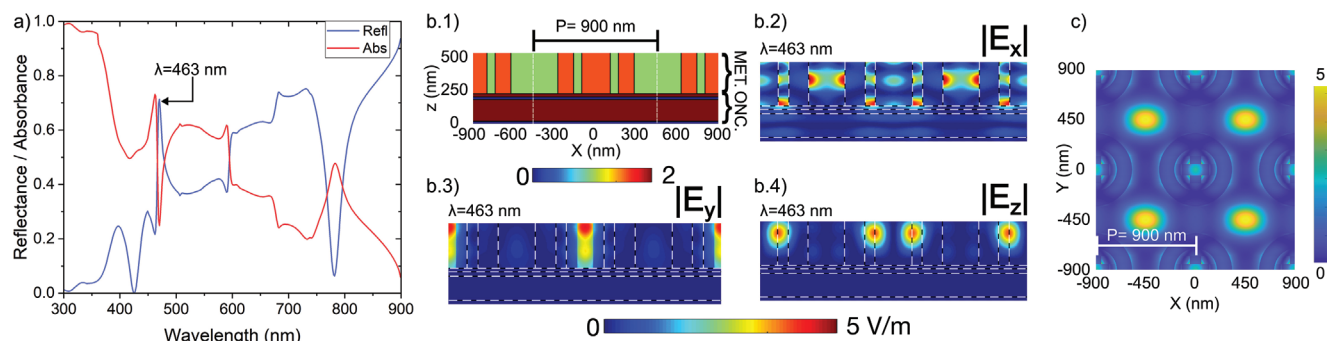 a)
Reflectance / Absorbance
1.0
0.8
0.6
0.4
0.2
0.0
300 400 500 600 700 800 900
Wavelength (nm)
Refl
Abs
λ=463 nm
b.1)
P= 900 nm
z (nm)
500
250
0
-900 -600 -300 0 300 600 900
X (nm)
MET.
ONC.
0 2
b.2)
|Ex|
λ=463 nm
b.3)
|Ey|
λ=463 nm
b.4)
|Ez|
λ=463 nm
0 5 V/m
c)
Y (nm)
900
450
0
-450
-900
P= 900 nm
-900 -450 0 450 900
X (nm)
5
0